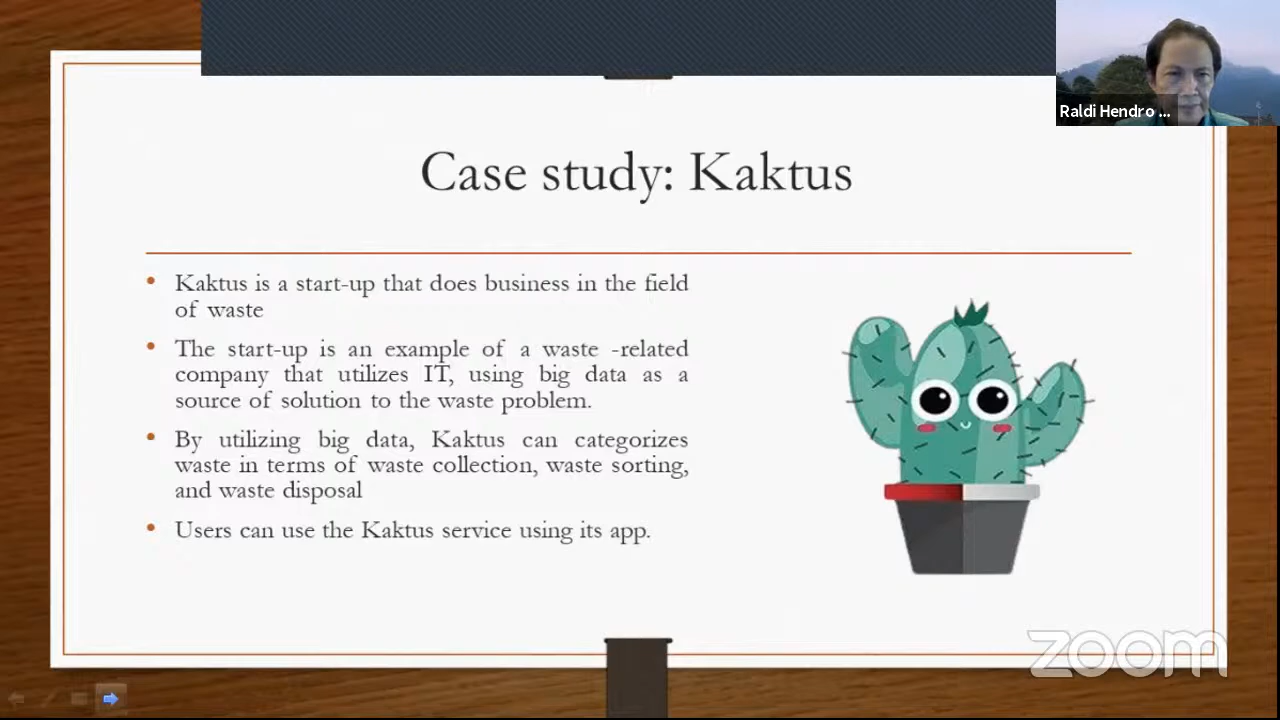 Raldi Hendro ...
Case study: Kaktus
• Kaktus is a start-up that does business in the field
of waste
• The start-up is an example of a waste -related
company that utilizes IT, using big data as a
source of solution to the waste problem.
• By utilizing big data, Kaktus can categorizes
waste in terms of waste collection, waste sorting,
and waste disposal
• Users can use the Kaktus service using its app.
zoom